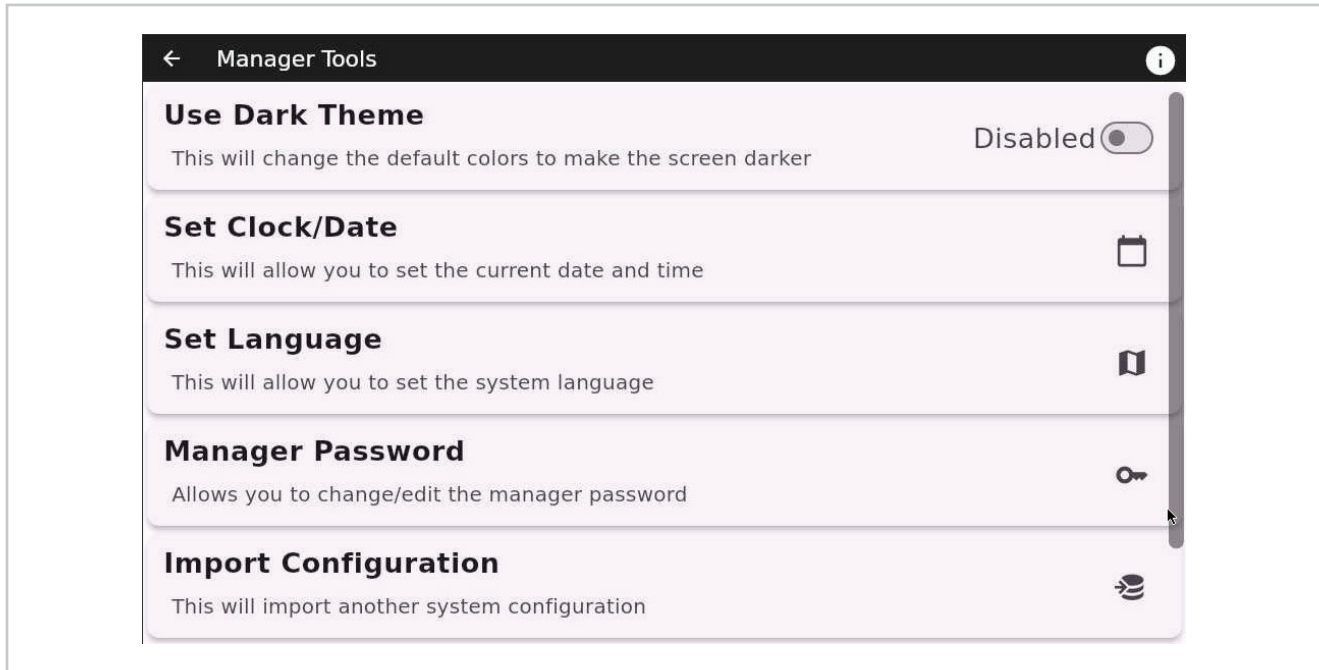 Manager Tools
Use Dark Theme
This will change the default colors to make the screen darker
Disabled
Set Clock/Date
This will allow you to set the current date and time
Set Language
This will allow you to set the system language
Manager Password
Allows you to change/edit the manager password
Import Configuration
This will import another system configuration